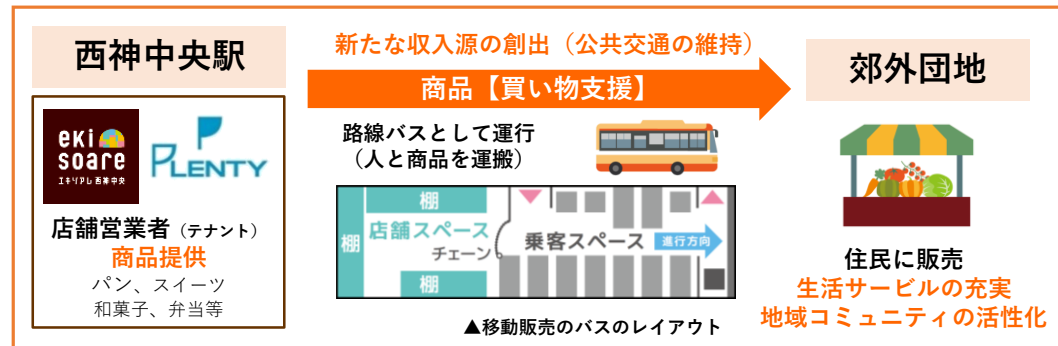 西神中央駅
eki
soare
エキソアレ西神中央
PLENTY
店舗営業者（テナント）
商品提供
パン、スイーツ
和菓子、弁当等
新たな収入源の創出（公共交通の維持）
商品【買い物支援】
路線バスとして運行
（人と商品を運搬）
棚
棚
店舗スペース
チェーン
棚
乗客スペース
進行方向
▲移動販売のバスのレイアウト
郊外団地
住民に販売
生活サービルの充実
地域コミュニティの活性化